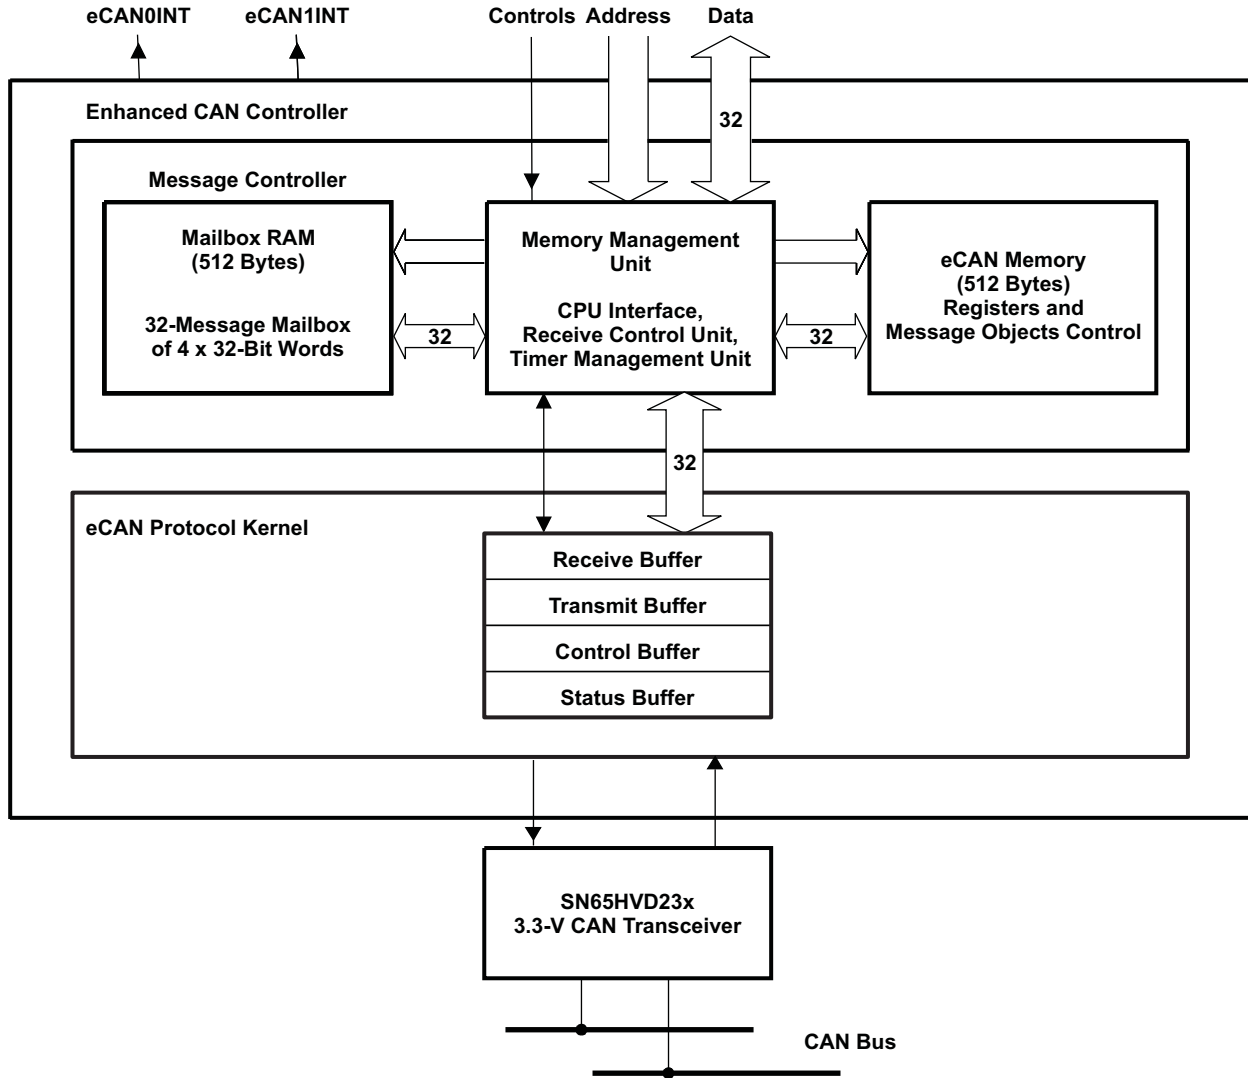 eCAN0INT
eCAN1INT
Controls
Address
Data
Enhanced CAN Controller
32
Message Controller
Mailbox RAM
(512 Bytes)
32-Message Mailbox
of 4 x 32-Bit Words
32
Memory Management
Unit
CPU Interface,
Receive Control Unit,
Timer Management Unit
32
eCAN Memory
(512 Bytes)
Registers and
Message Objects Control
32
eCAN Protocol Kernel
Receive Buffer
Transmit Buffer
Control Buffer
Status Buffer
SN65HVD23x
3.3-V CAN Transceiver
CAN Bus